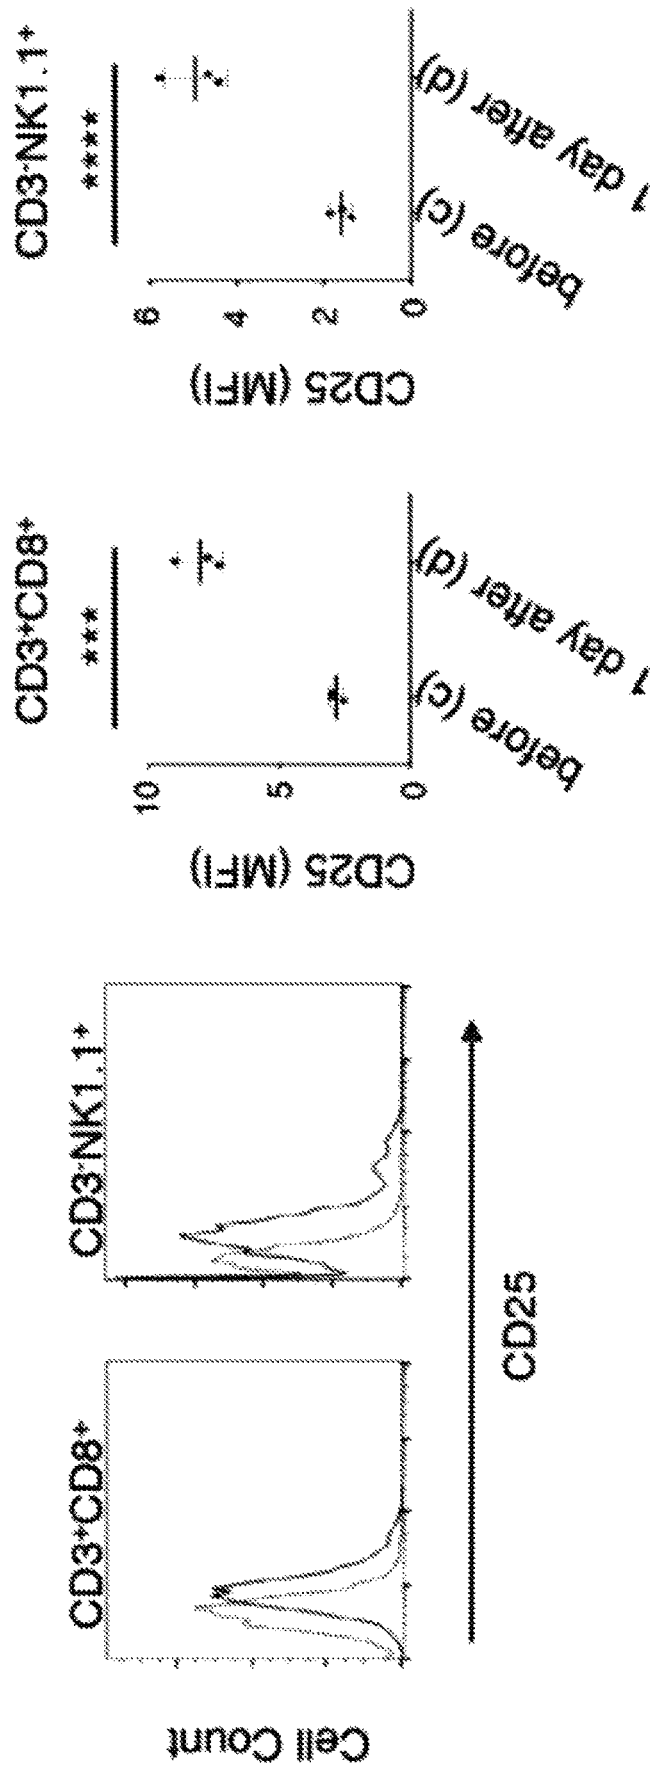 CD3⁺CD8⁺
CD3⁻NK1.1⁺
Cell Count
CD25
CD3⁺CD8⁺
***
CD25 (MFI)
10
5
0
before (c)
1 day after (d)
CD3⁻NK1.1⁺
****
CD25 (MFI)
6
4
2
0
before (c)
1 day after (d)